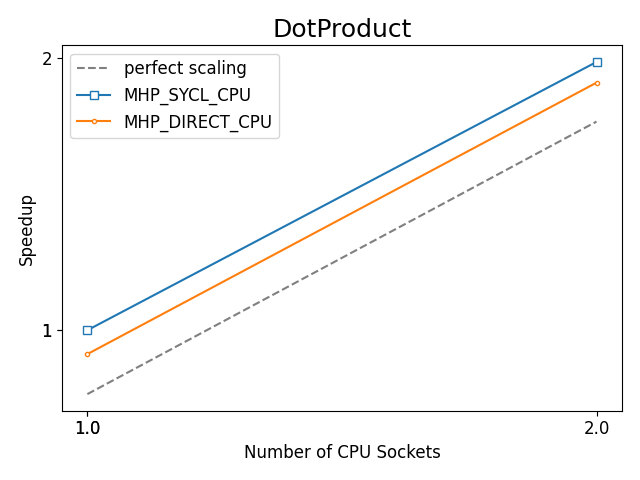 DotProduct
2
perfect scaling
MHP_SYCL_CPU
MHP_DIRECT_CPU
Speedup
1
1.0
2.0
Number of CPU Sockets